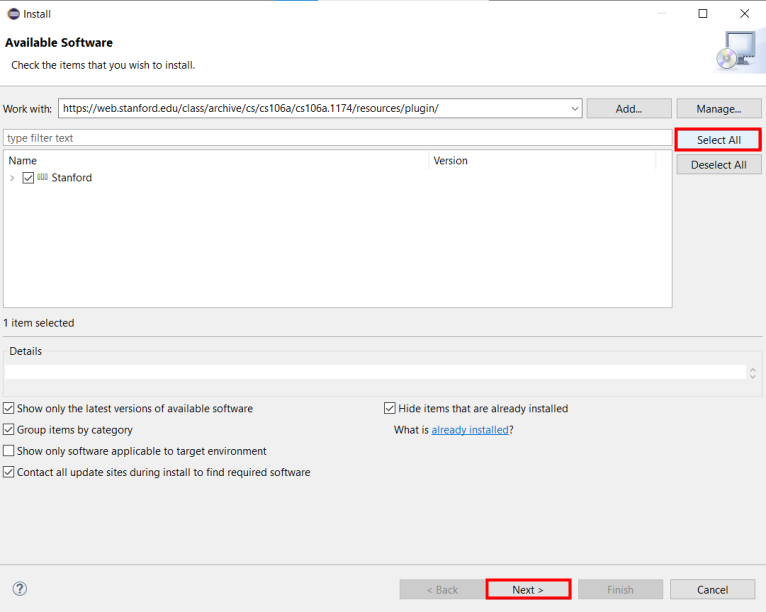 Install
Available Software
Check the items that you wish to install.
Work with: https://web.stanford.edu/class/archive/cs/cs106a/cs106a.1174/resources/plugin/ Add... Manage...
type filter text Select All
Name Version Deselect All
Stanford
1 item selected
Details
Show only the latest versions of available software Hide items that are already installed
Group items by category What is already installed?
Show only software applicable to target environment
Contact all update sites during install to find required software
? < Back Next > Finish Cancel